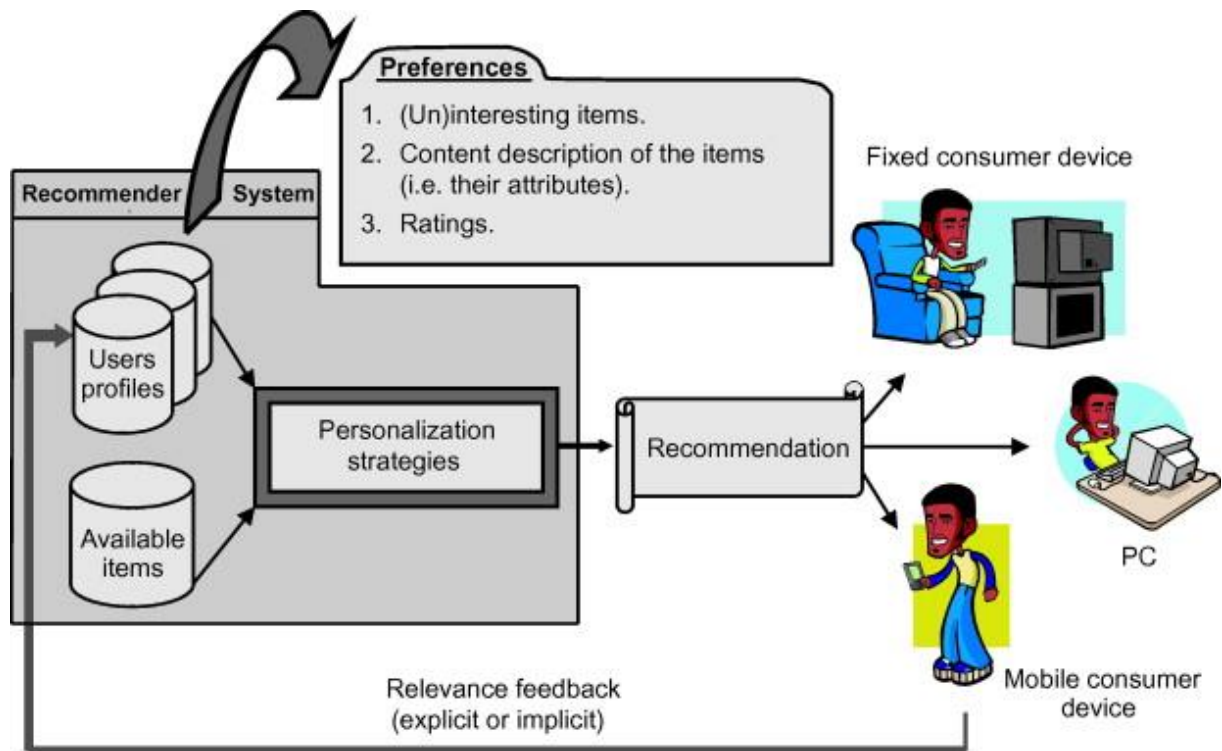 Preferences
1. (Un)interesting items.
2. Content description of the items
(i.e. their attributes).
3. Ratings.
Recommender System
Users
profiles
Available
items
Personalization
strategies
Recommendation
Fixed consumer device
PC
Mobile consumer
device
Relevance feedback
(explicit or implicit)